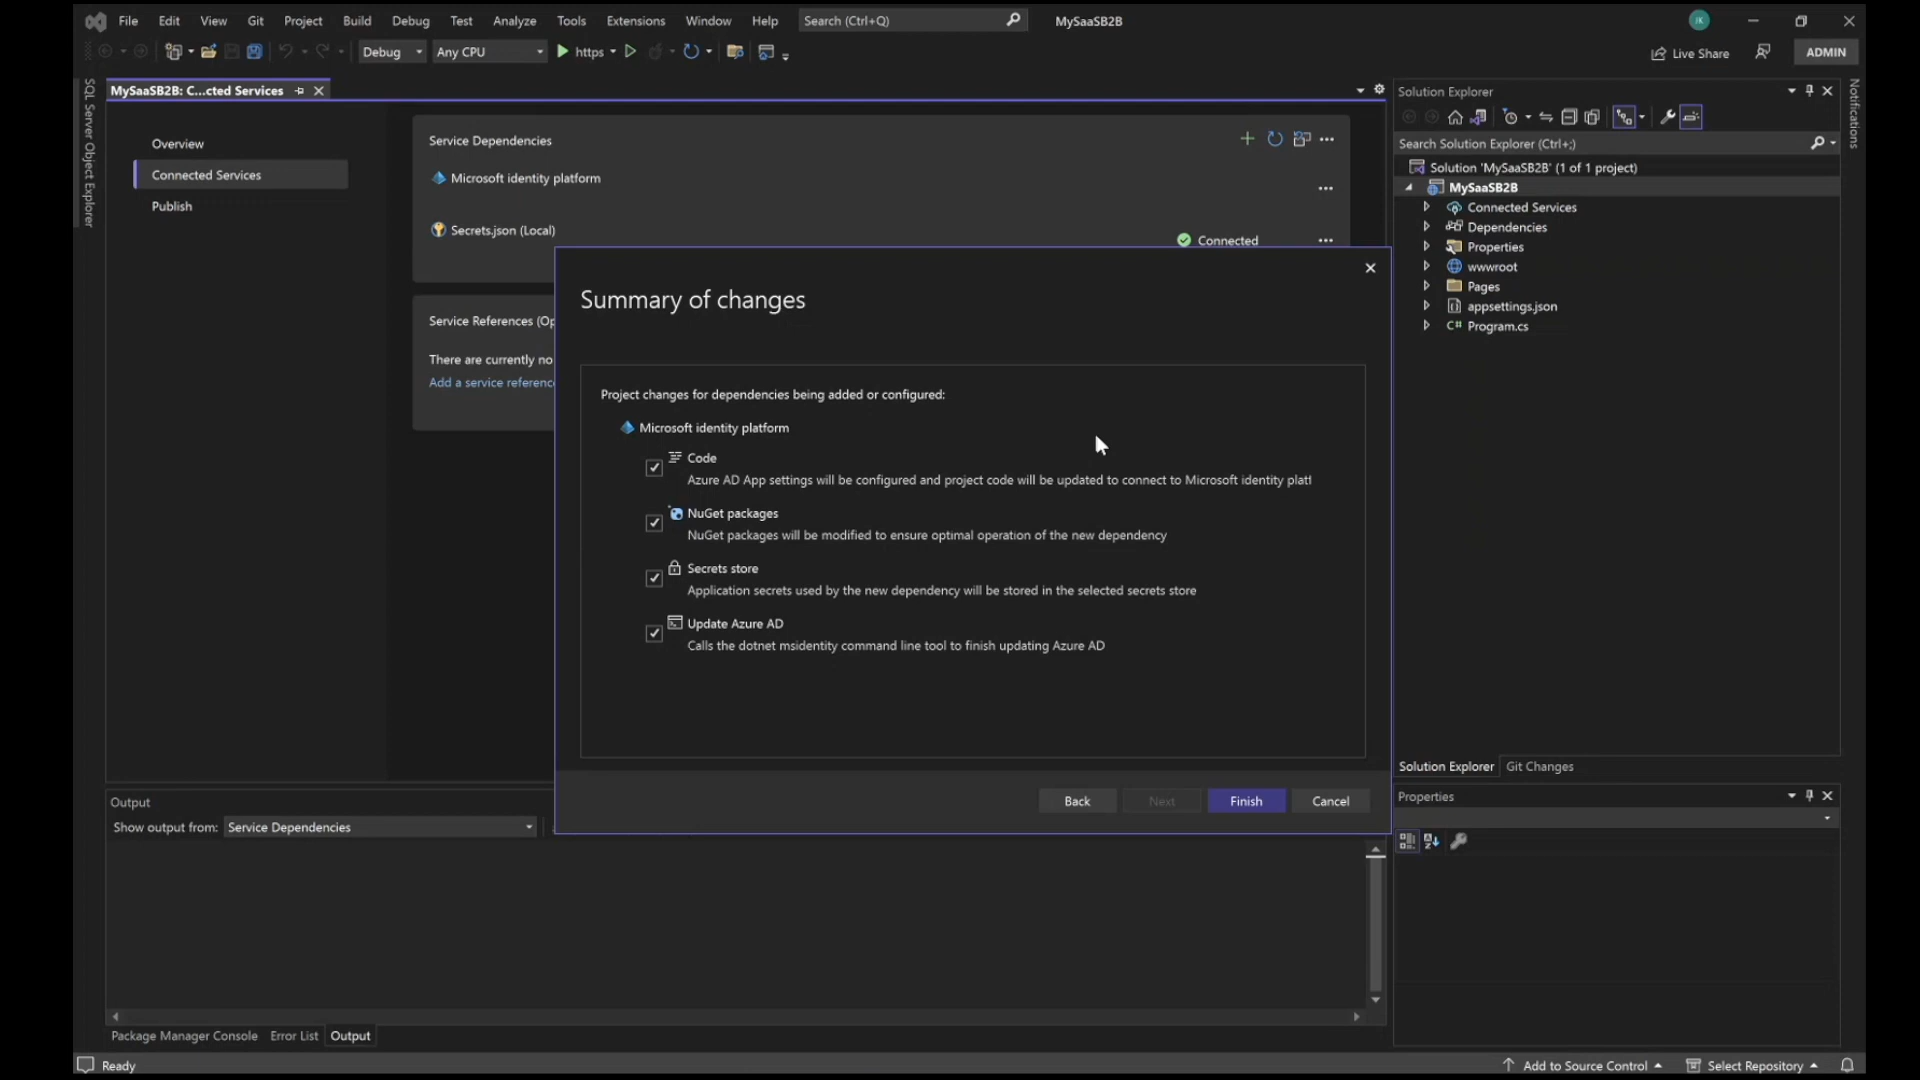 File Edit View Git Project Build Debug Test Analyze Tools Extensions Window Help Search (Ctrl+Q) MySaaSB2B JK
Debug Any CPU https Live Share ADMIN
SQL Server Object Explorer
MySaaSB2B: C...cted Services
Overview
Connected Services
Publish
Service Dependencies
Microsoft identity platform
Secrets.json (Local)
Connected
Service References (Op
There are currently no
Add a service reference
Summary of changes
Project changes for dependencies being added or configured:
Microsoft identity platform
Code
Azure AD App settings will be configured and project code will be updated to connect to Microsoft identity platf
NuGet packages
NuGet packages will be modified to ensure optimal operation of the new dependency
Secrets store
Application secrets used by the new dependency will be stored in the selected secrets store
Update Azure AD
Calls the dotnet msidentity command line tool to finish updating Azure AD
Back Next Finish Cancel
Solution Explorer
Search Solution Explorer (Ctrl+;)
Solution 'MySaaSB2B' (1 of 1 project)
MySaaSB2B
Connected Services
Dependencies
Properties
wwwroot
Pages
appsettings.json
C# Program.cs
Solution Explorer Git Changes
Properties
Notifications
Output
Show output from: Service Dependencies
Package Manager Console Error List Output
Ready Add to Source Control Select Repository